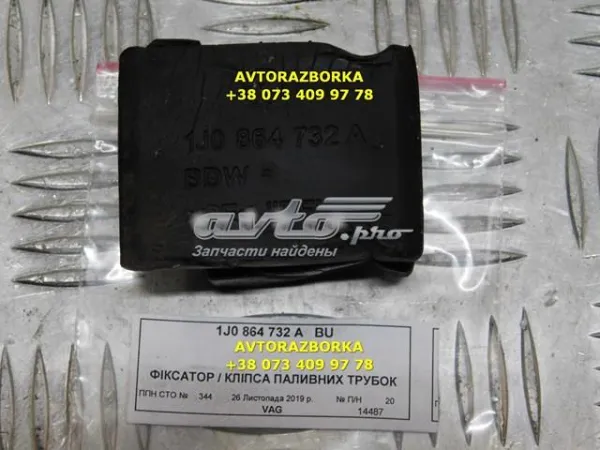 AVTORAZBORKA
+38 073 409 97 78
1J0 864 732 A
BDW
avto.pro
Запчасти найдены
1J0 864 732 A BU
AVTORAZBORKA
+38 073 409 97 78
ФІКСАТОР / КЛІПСА ПАЛИВНИХ ТРУБОК
ППН СТО.№ 344 26 Листопада 2019 р. № П/Н 20
VAG 14487